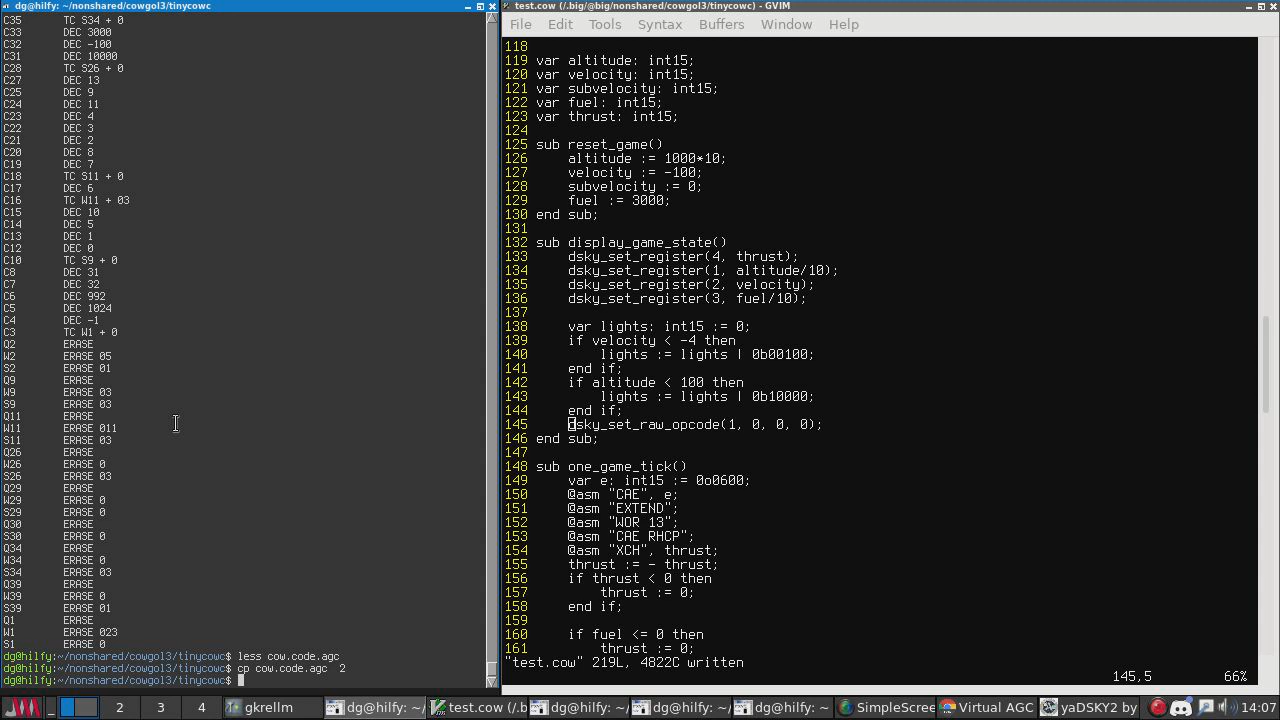 dg@hilfy: ~/nonshared/cowgol3/tinycowc
C35 TC S34 + 0
C33 DEC 3000
C32 DEC -100
C31 DEC 10000
C28 TC S26 + 0
C27 DEC 13
C25 DEC 9
C24 DEC 11
C23 DEC 4
C22 DEC 3
C21 DEC 2
C20 DEC 8
C19 DEC 7
C18 TC S11 + 0
C17 DEC 6
C16 TC W11 + 03
C15 DEC 10
C14 DEC 5
C13 DEC 1
C12 DEC 0
C10 TC S9 + 0
C8 DEC 31
C7 DEC 32
C6 DEC 992
C5 DEC 1024
C4 DEC -1
C3 TC W1 + 0
Q2 ERASE
W2 ERASE 05
S2 ERASE 01
Q9 ERASE
W9 ERASE 03
S9 ERASE 03
Q11 ERASE
W11 ERASE 011
S11 ERASE 03
Q26 ERASE
W26 ERASE 0
S26 ERASE 03
Q29 ERASE
W29 ERASE 0
S29 ERASE 0
Q30 ERASE
S30 ERASE 0
Q34 ERASE
W34 ERASE 0
S34 ERASE 03
Q39 ERASE
W39 ERASE 0
S39 ERASE 01
Q1 ERASE
W1 ERASE 023
S1 ERASE 0
dg@hilfy:~/nonshared/cowgol3/tinycowc$ less cow.code.agc
dg@hilfy:~/nonshared/cowgol3/tinycowc$ cp cow.code.agc 2
dg@hilfy:~/nonshared/cowgol3/tinycowc$
test.cow (/.big/@big/nonshared/cowgol3/tinycowc) - GVIM
File Edit Tools Syntax Buffers Window Help
118
119 var altitude: int15;
120 var velocity: int15;
121 var subvelocity: int15;
122 var fuel: int15;
123 var thrust: int15;
124
125 sub reset_game()
126 altitude := 1000*10;
127 velocity := -100;
128 subvelocity := 0;
129 fuel := 3000;
130 end sub;
131
132 sub display_game_state()
133 dsky_set_register(4, thrust);
134 dsky_set_register(1, altitude/10);
135 dsky_set_register(2, velocity);
136 dsky_set_register(3, fuel/10);
137
138 var lights: int15 := 0;
139 if velocity < -4 then
140 lights := lights | 0b00100;
141 end if;
142 if altitude < 100 then
143 lights := lights | 0b10000;
144 end if;
145 dsky_set_raw_opcode(1, 0, 0, 0);
146 end sub;
147
148 sub one_game_tick()
149 var e: int15 := 0o0600;
150 @asm "CAE", e;
151 @asm "EXTEND";
152 @asm "WOR 13";
153 @asm "CAE RHCP";
154 @asm "XCH", thrust;
155 thrust := - thrust;
156 if thrust < 0 then
157 thrust := 0;
158 end if;
159
160 if fuel <= 0 then
161 thrust := 0;
"test.cow" 219L, 4822C written
145,5 66%
2 3 4 gkrellm dg@hilfy: ~/ test.cow (/.b dg@hilfy: ~/ dg@hilfy: ~/ dg@hilfy: ~ SimpleScree Virtual AGC yaDSKY2 by 14:07